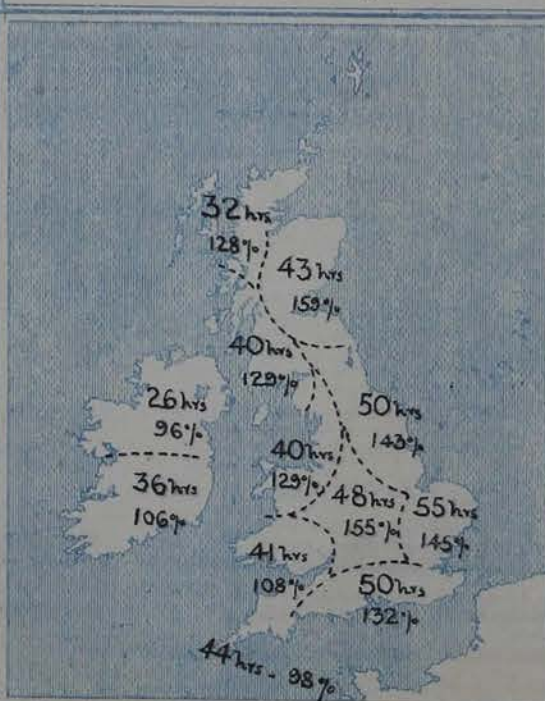 32 hrs
128%
43 hrs
159%
40 hrs
129%
26 hrs
96%
50 hrs
143%
40 hrs
129%
36 hrs
106%
48 hrs
155%
55 hrs
145%
41 hrs
108%
50 hrs
132%
44 hrs - 98%